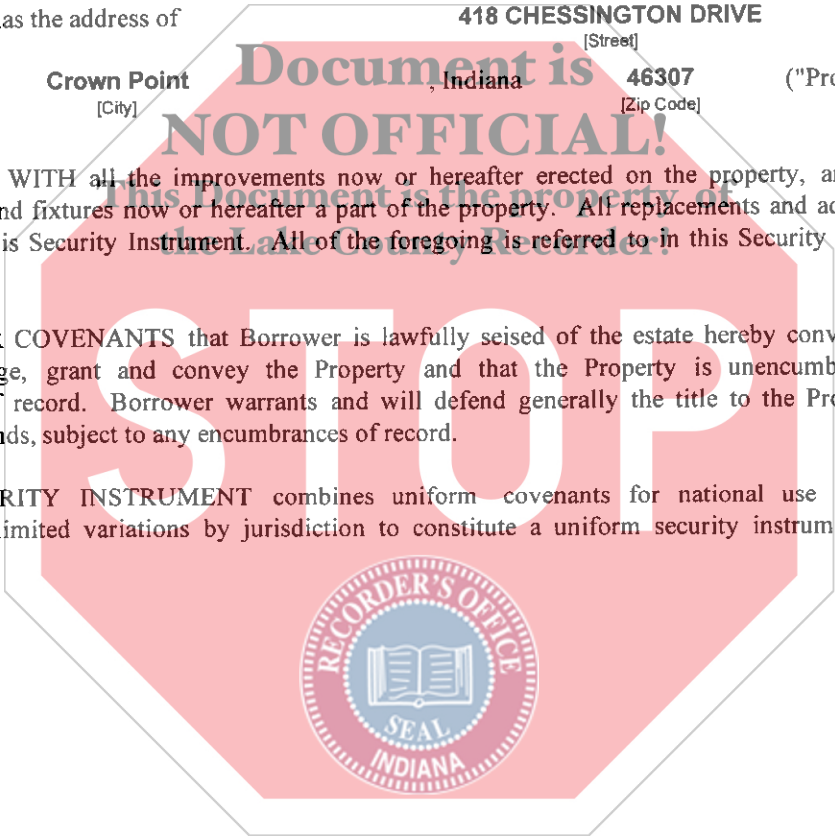 as the address of 418 CHESSINGTON DRIVE
[Street]
Crown Point , Indiana 46307 ("Pro
[City] [Zip Code]
Document is
NOT OFFICIAL!
This Document is the property of
the Lake County Recorder!
WITH all the improvements now or hereafter erected on the property, an
nd fixtures now or hereafter a part of the property. All replacements and ad
is Security Instrument. All of the foregoing is referred to in this Security
COVENANTS that Borrower is lawfully seised of the estate hereby conv
ge, grant and convey the Property and that the Property is unencumb
record. Borrower warrants and will defend generally the title to the Pro
nds, subject to any encumbrances of record.
STOP
RITY INSTRUMENT combines uniform covenants for national use
imited variations by jurisdiction to constitute a uniform security instrum
RECORDER'S OFFICE
SEAL
INDIANA